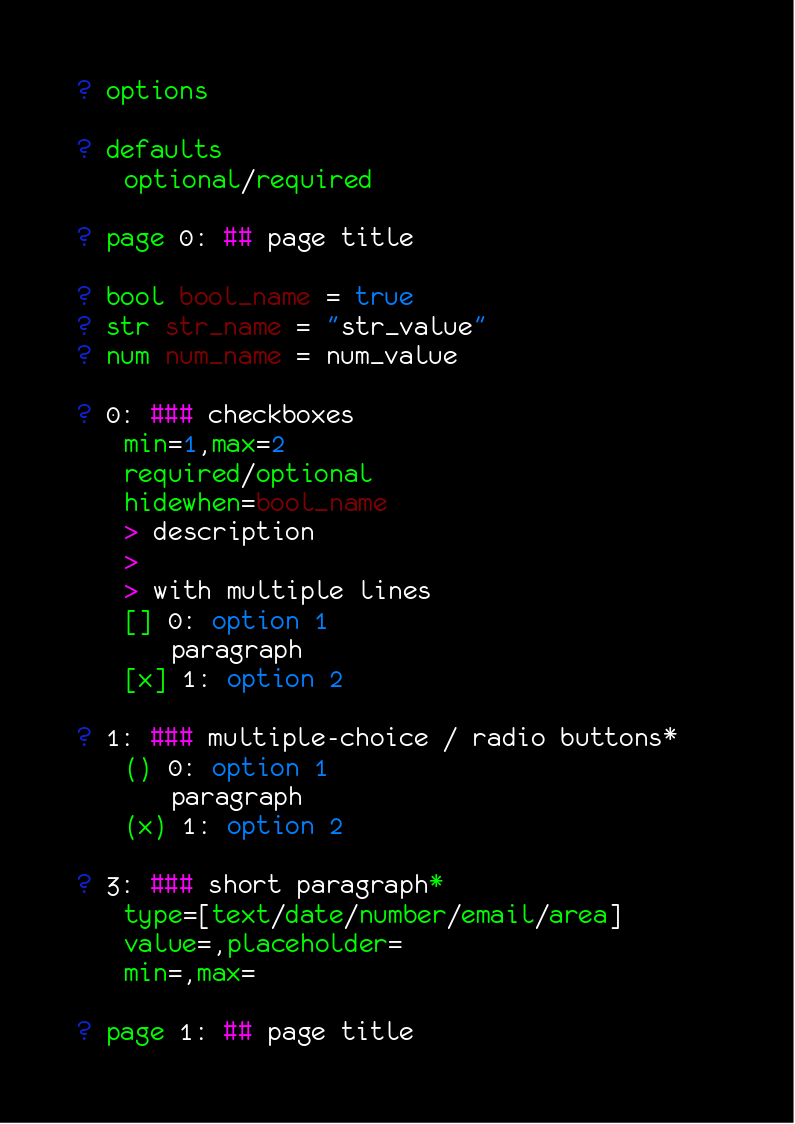 ? options
? defaults
optional/required
? page 0: ## page title
? bool bool_name = true
? str str_name = "str_value"
? num num_name = num_value
? 0: ### checkboxes
min=1,max=2
required/optional
hidewhen=bool_name
> description
>
> with multiple lines
[] 0: option 1
paragraph
[x] 1: option 2
? 1: ### multiple-choice / radio buttons*
() 0: option 1
paragraph
(x) 1: option 2
? 3: ### short paragraph*
type=[text/date/number/email/area]
value=,placeholder=
min=,max=
? page 1: ## page title